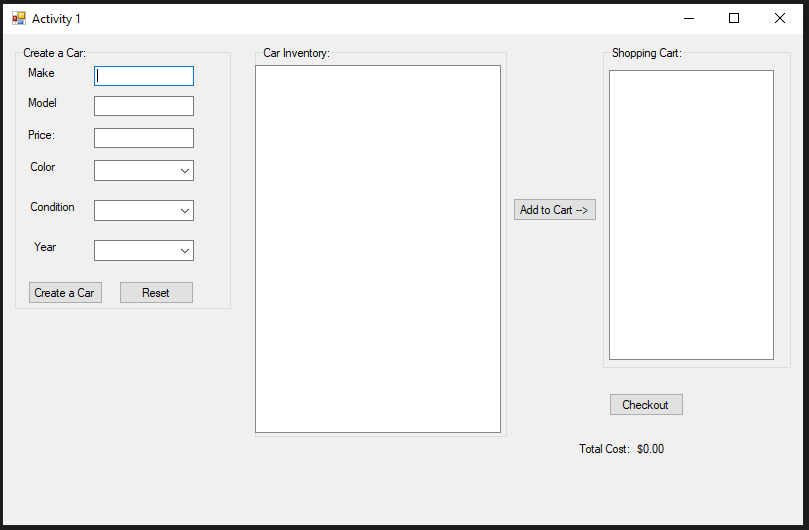 Activity 1
Create a Car:
Make
Model
Price:
Color
Condition
Year
Create a Car
Reset
Car Inventory:
Add to Cart -->
Shopping Cart:
Checkout
Total Cost: $0.00